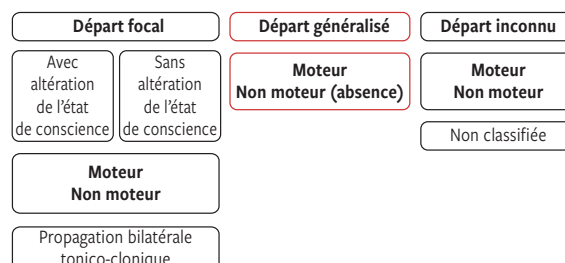 Départ focal
Départ généralisé
Départ inconnu
Avec
altération
de l'état
de conscience
Sans
altération
de l'état
de conscience
Moteur
Non moteur (absence)
Moteur
Non moteur
Non classifiée
Moteur
Non moteur
Propagation bilatérale
tonico-clonique